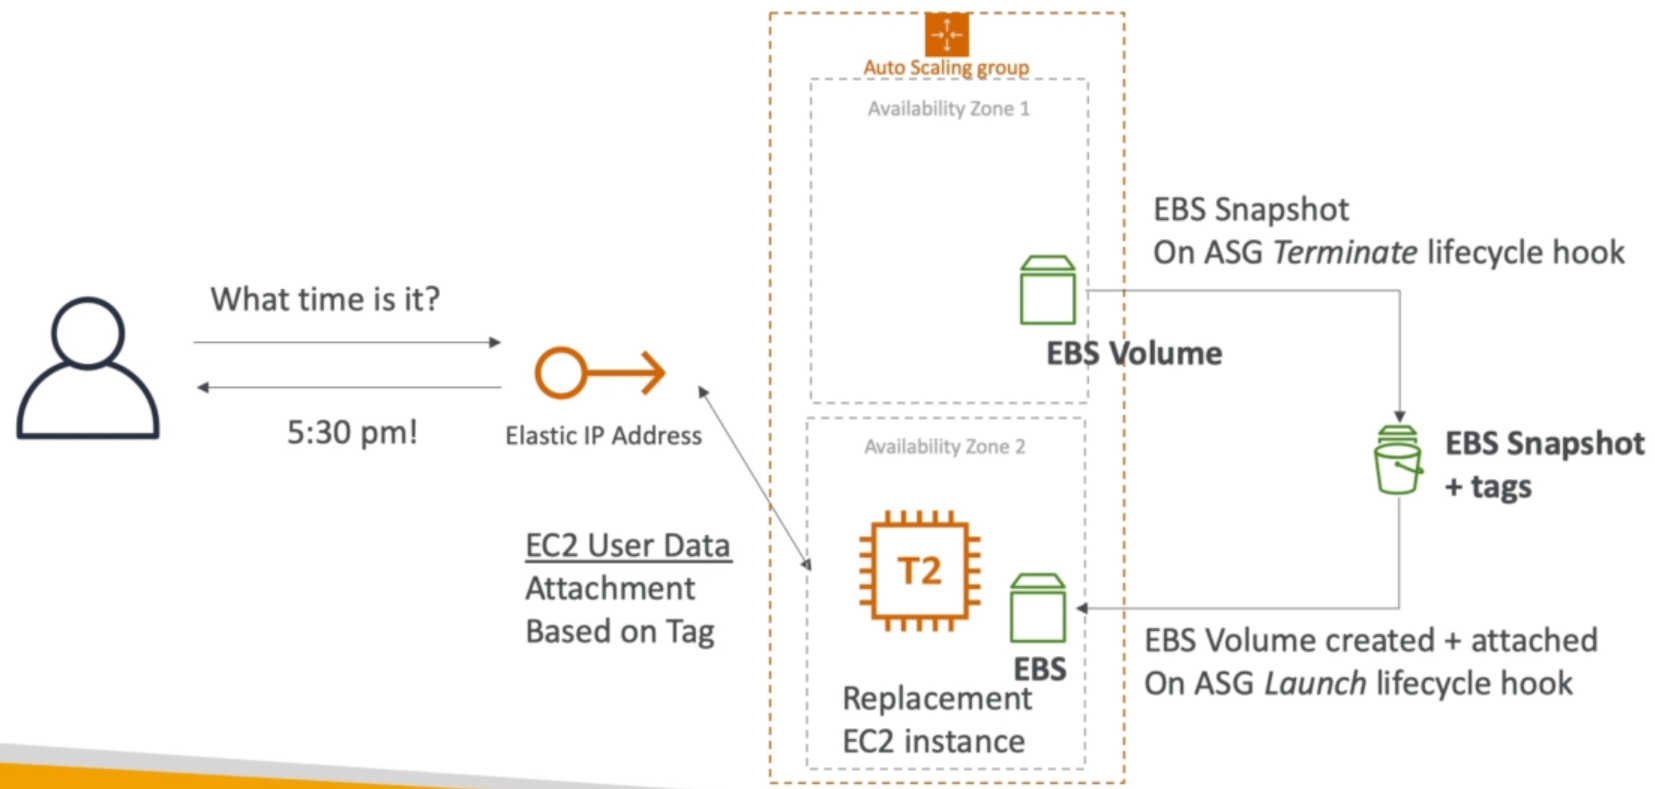 Auto Scaling group
Availability Zone 1
EBS Snapshot
On ASG Terminate lifecycle hook
What time is it?
EBS Volume
5:30 pm!
Elastic IP Address
Availability Zone 2
EBS Snapshot
+ tags
EC2 User Data
Attachment
Based on Tag
T2
EBS
Replacement
EC2 instance
EBS Volume created + attached
On ASG Launch lifecycle hook